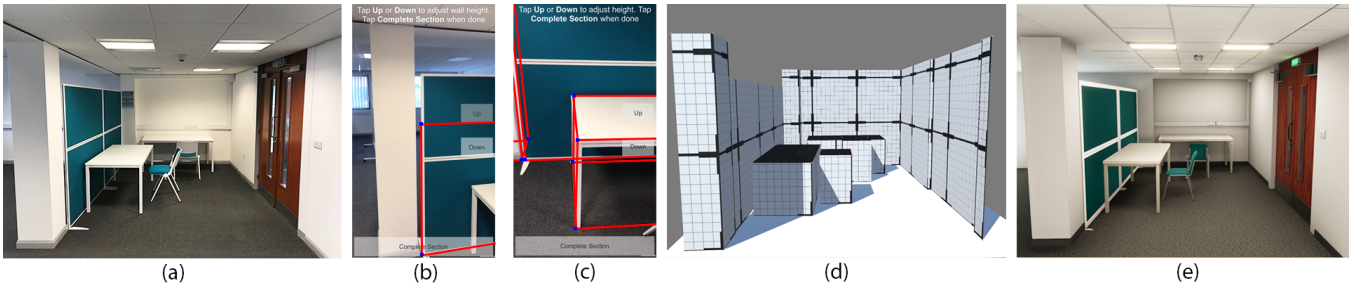 Tap Up or Down to adjust wall height.
Tap Complete Section when done
Up
Down
Complete Section
Tap Up or Down to adjust height. Tap
Complete Section when done
Up
Down
Complete Section
(a)
(b)
(c)
(d)
(e)